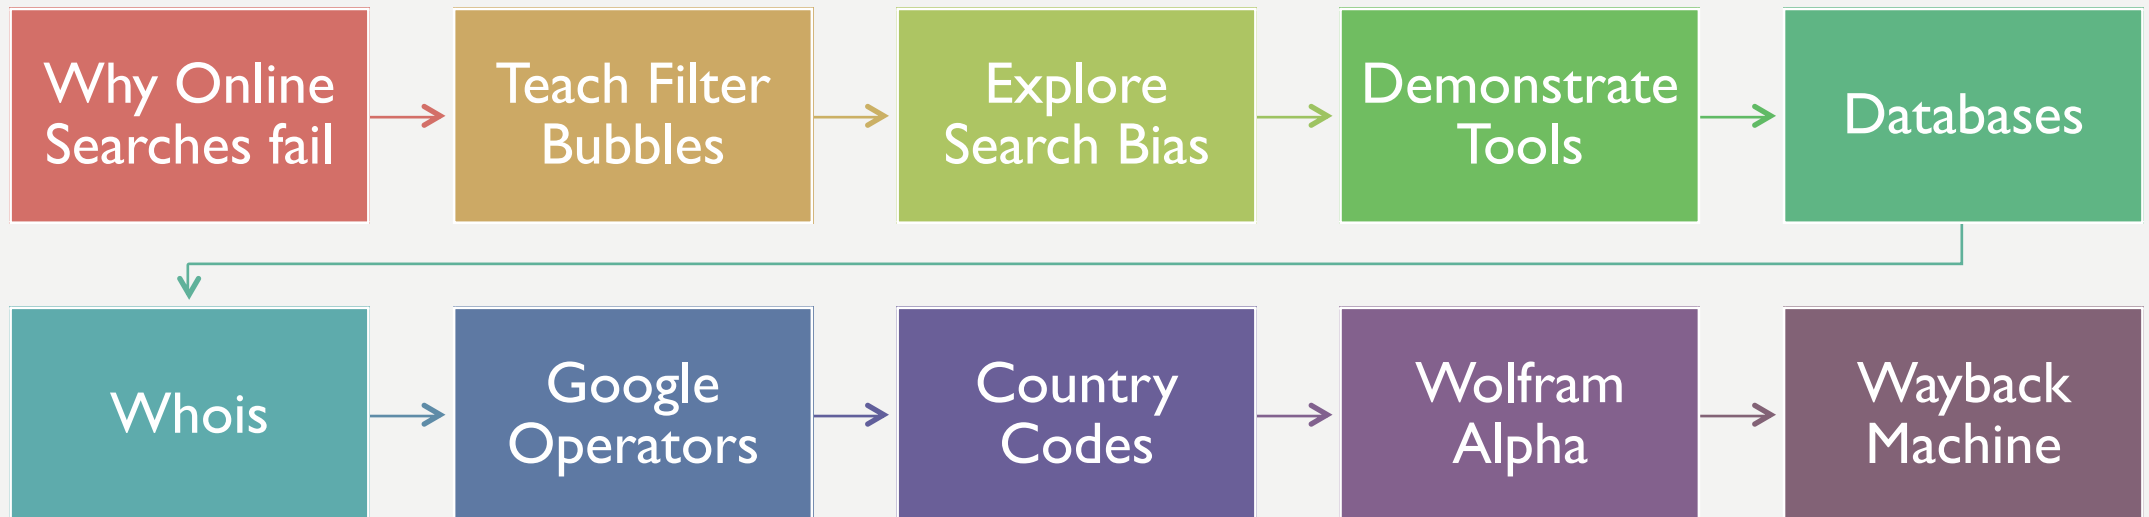 Why Online
Searches fail
Teach Filter
Bubbles
Explore
Search Bias
Demonstrate
Tools
Databases
Whois
Google
Operators
Country
Codes
Wolfram
Alpha
Wayback
Machine